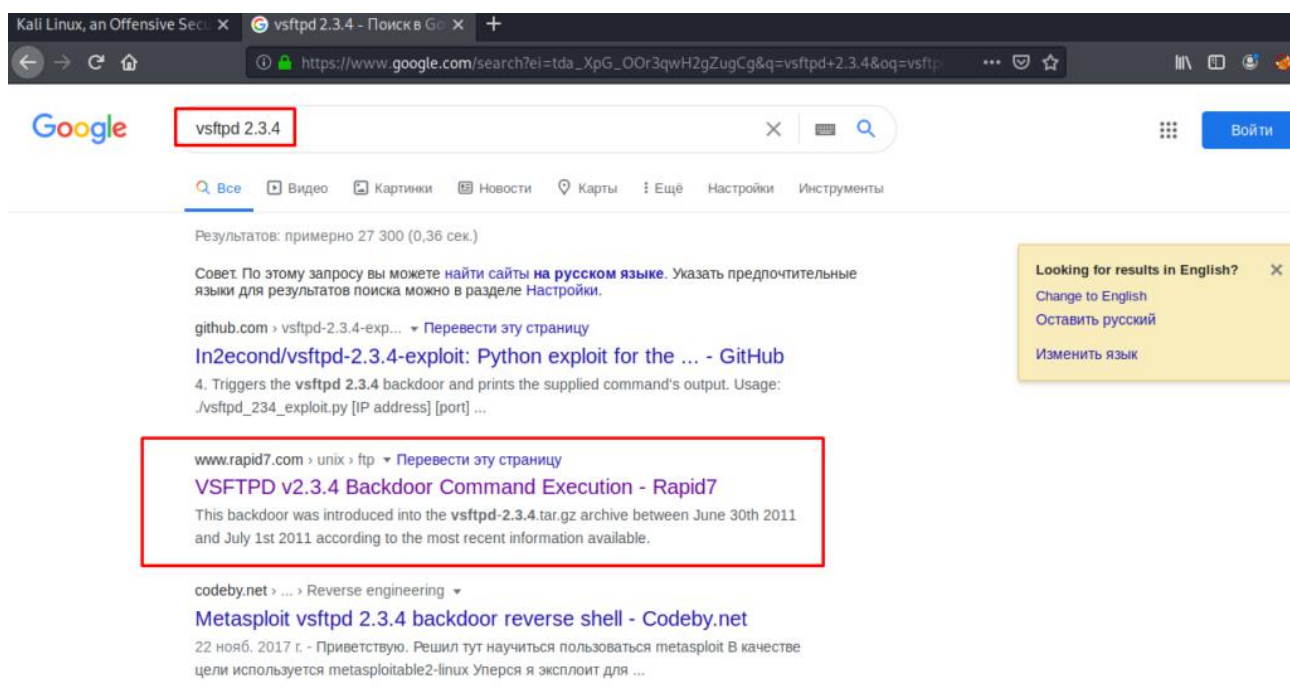 Kali Linux, an Offensive Secu
vsftpd 2.3.4 - Поиск в Go
https://www.google.com/search?ei=tda_XpG_OOr3qwH2gZugCg&q=vsftpd+2.3.4&oq=vsftp
Google
vsftpd 2.3.4
Войти
Все Видео Картинки Новости Карты Ещё Настройки Инструменты
Результатов: примерно 27 300 (0,36 сек.)
Совет. По этому запросу вы можете найти сайты на русском языке. Указать предпочтительные
языки для результатов поиска можно в разделе Настройки.
Looking for results in English?
Change to English
Оставить русский
Изменить язык
github.com › vsftpd-2.3.4-exp... Перевести эту страницу
In2econd/vsftpd-2.3.4-exploit: Python exploit for the ... - GitHub
4. Triggers the vsftpd 2.3.4 backdoor and prints the supplied command's output. Usage:
./vsftpd_234_exploit.py [IP address] [port] ...
www.rapid7.com › unix › ftp Перевести эту страницу
VSFTPD v2.3.4 Backdoor Command Execution - Rapid7
This backdoor was introduced into the vsftpd-2.3.4.tar.gz archive between June 30th 2011
and July 1st 2011 according to the most recent information available.
codeby.net › ... › Reverse engineering
Metasploit vsftpd 2.3.4 backdoor reverse shell - Codeby.net
22 нояб. 2017 г. - Приветствую. Решил тут научиться пользоваться metasploit В качестве
цели используется metasploitable2-linux Уперся я эксплоит для ...